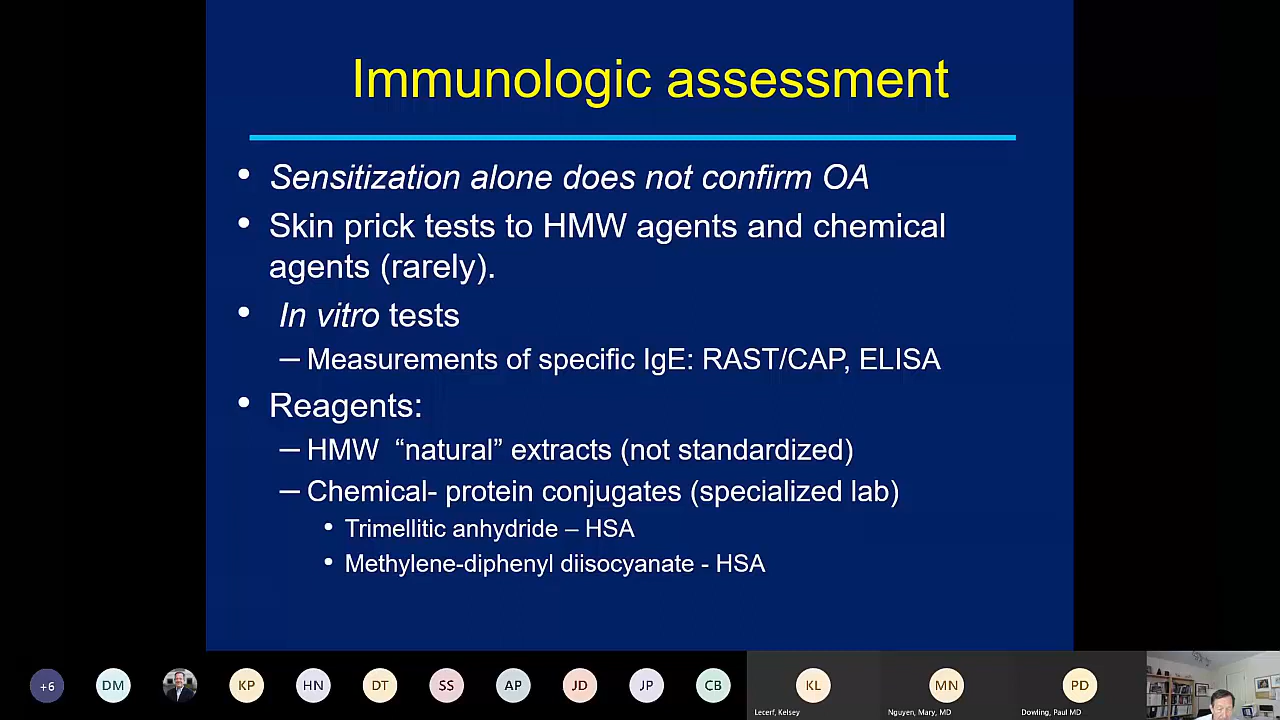 Immunologic assessment
• Sensitization alone does not confirm OA
• Skin prick tests to HMW agents and chemical
agents (rarely).
• In vitro tests
– Measurements of specific IgE: RAST/CAP, ELISA
• Reagents:
– HMW “natural” extracts (not standardized)
– Chemical- protein conjugates (specialized lab)
• Trimellitic anhydride – HSA
• Methylene-diphenyl diisocyanate - HSA
+6 DM KP HN DT SS AP JD JP CB KL MN PD
Lecerf, Kelsey Nguyen, Mary, MD Dowling, Paul MD